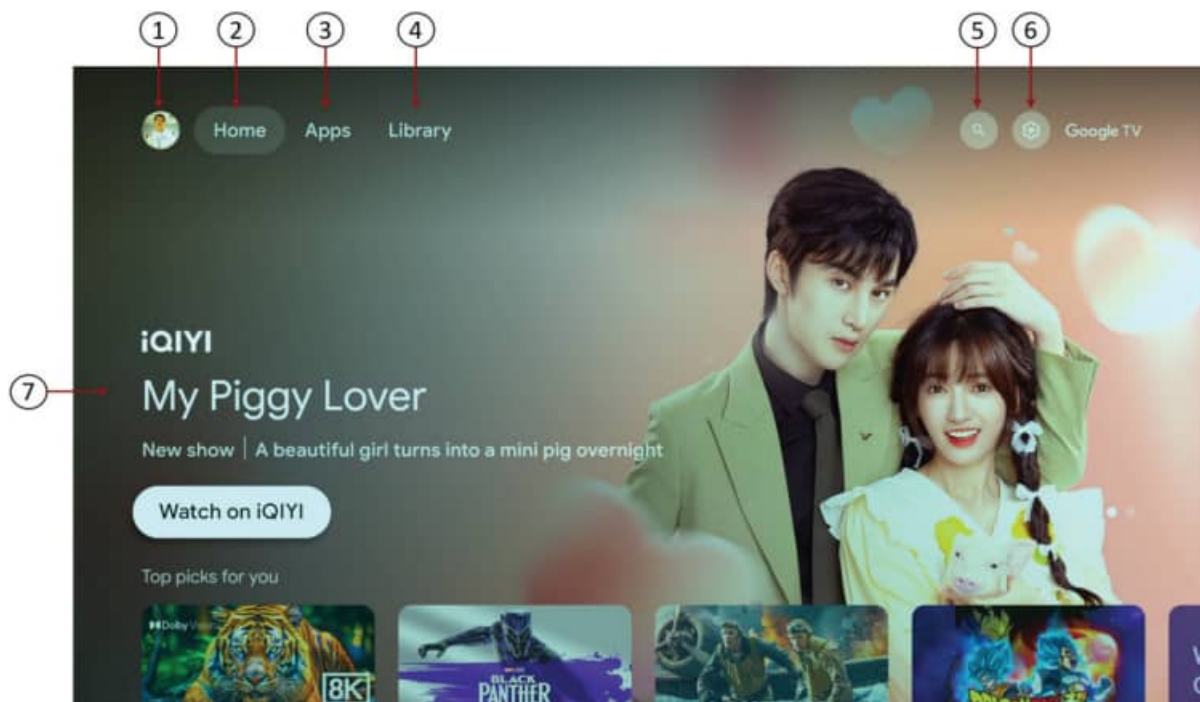 1 2 3 4 5 6
Home Apps Library Google TV
iQIYI
7
My Piggy Lover
New show | A beautiful girl turns into a mini pig overnight
Watch on iQIYI
Top picks for you
Dolby
8K
BLACK
PANTHER